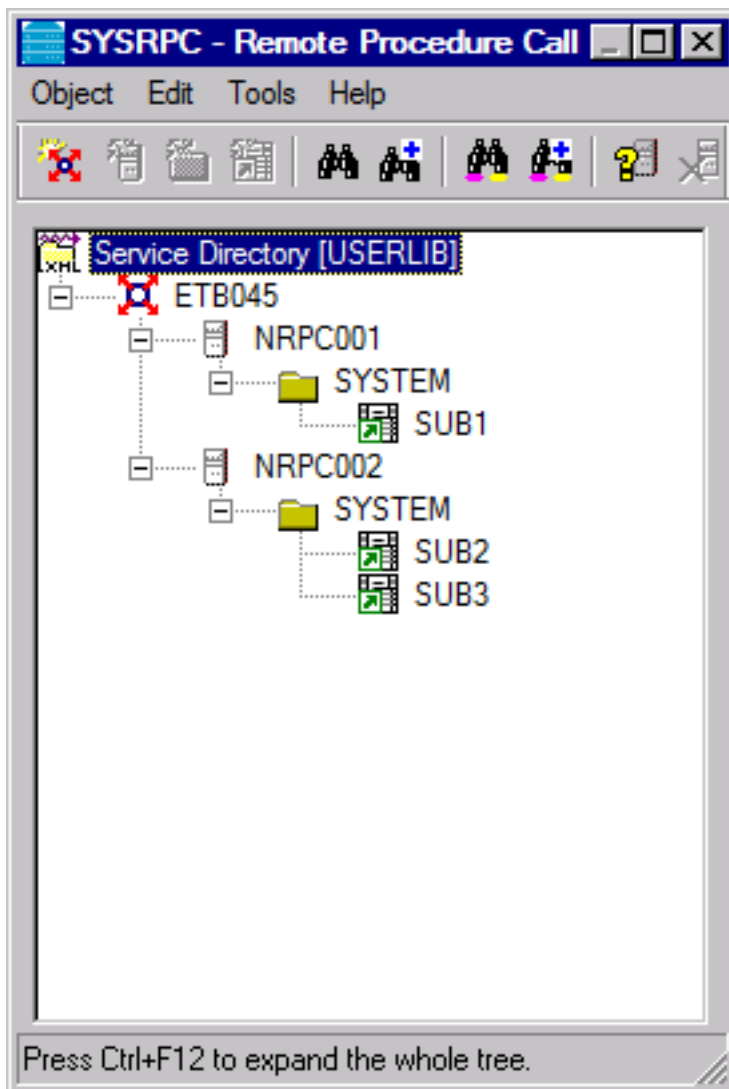 SYSRPC - Remote Procedure Call
Object Edit Tools Help
XML Service Directory [USERLIB]
ETB045
NRPC001
SYSTEM
SUB1
NRPC002
SYSTEM
SUB2
SUB3
Press Ctrl+F12 to expand the whole tree.